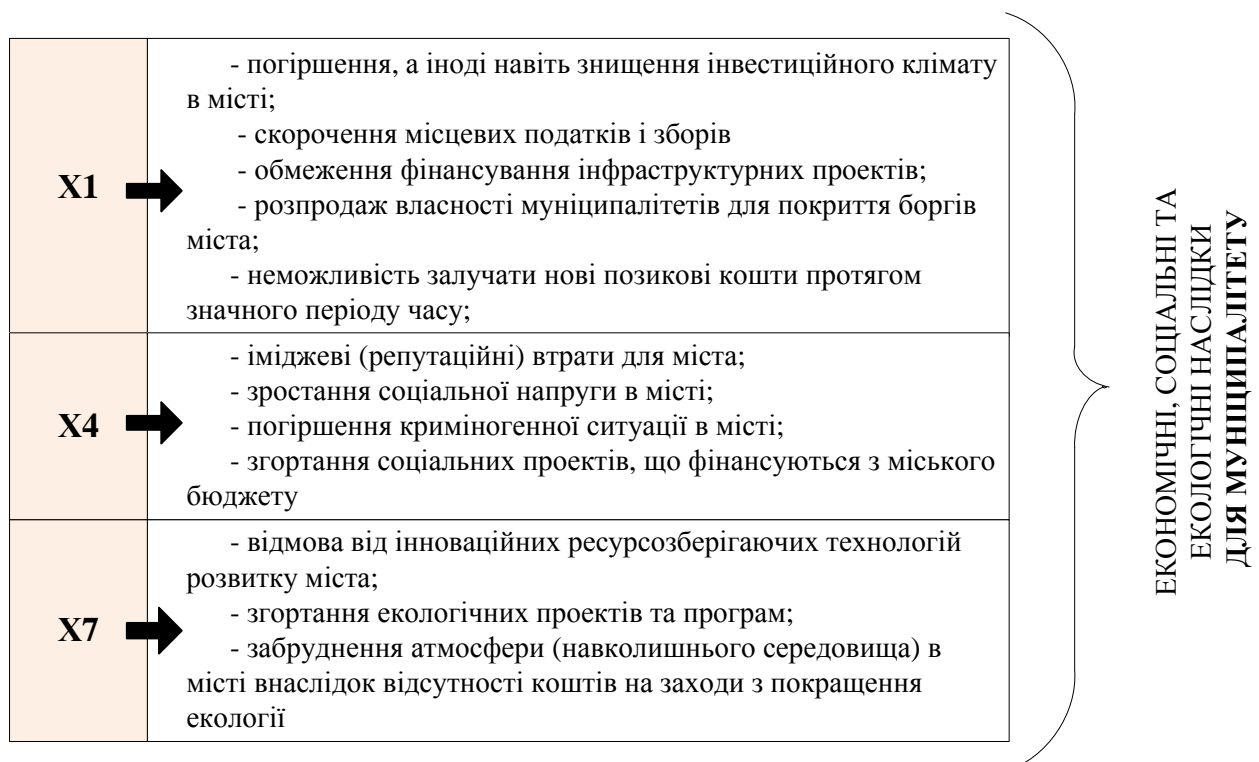 X1
- погіршення, а іноді навіть знищення інвестиційного клімату
в місті;
- скорочення місцевих податків і зборів
- обмеження фінансування інфраструктурних проектів;
- розпродаж власності муніципалітетів для покриття боргів
міста;
- неможливість залучати нові позикові кошти протягом
значного періоду часу;
X4
- іміджеві (репутаційні) втрати для міста;
- зростання соціальної напруги в місті;
- погіршення криміногенної ситуації в місті;
- згортання соціальних проектів, що фінансуються з міського
бюджету
X7
- відмова від інноваційних ресурсозберігаючих технологій
розвитку міста;
- згортання екологічних проектів та програм;
- забруднення атмосфери (навколишнього середовища) в
місті внаслідок відсутності коштів на заходи з покращення
екології
ЕКОНОМІЧНІ, СОЦІАЛЬНІ ТА
ЕКОЛОГІЧНІ НАСЛІДКИ
ДЛЯ МУНІЦИПАЛІТЕТУ